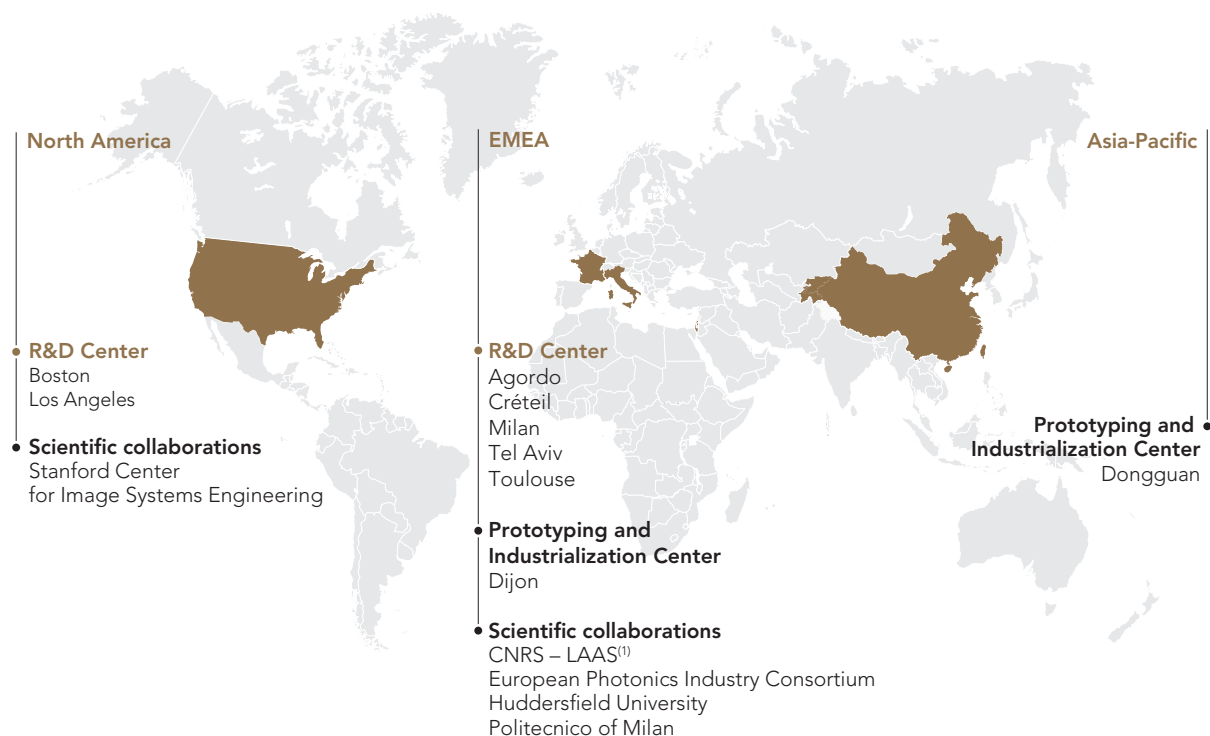 North America
R&D Center
Boston
Los Angeles
Scientific collaborations
Stanford Center
for Image Systems Engineering
EMEA
R&D Center
Agordo
Créteil
Milan
Tel Aviv
Toulouse
Prototyping and
Industrialization Center
Dijon
Scientific collaborations
CNRS – LAAS(1)
European Photonics Industry Consortium
Huddersfield University
Politecnico of Milan
Asia-Pacific
Prototyping and
Industrialization Center
Dongguan